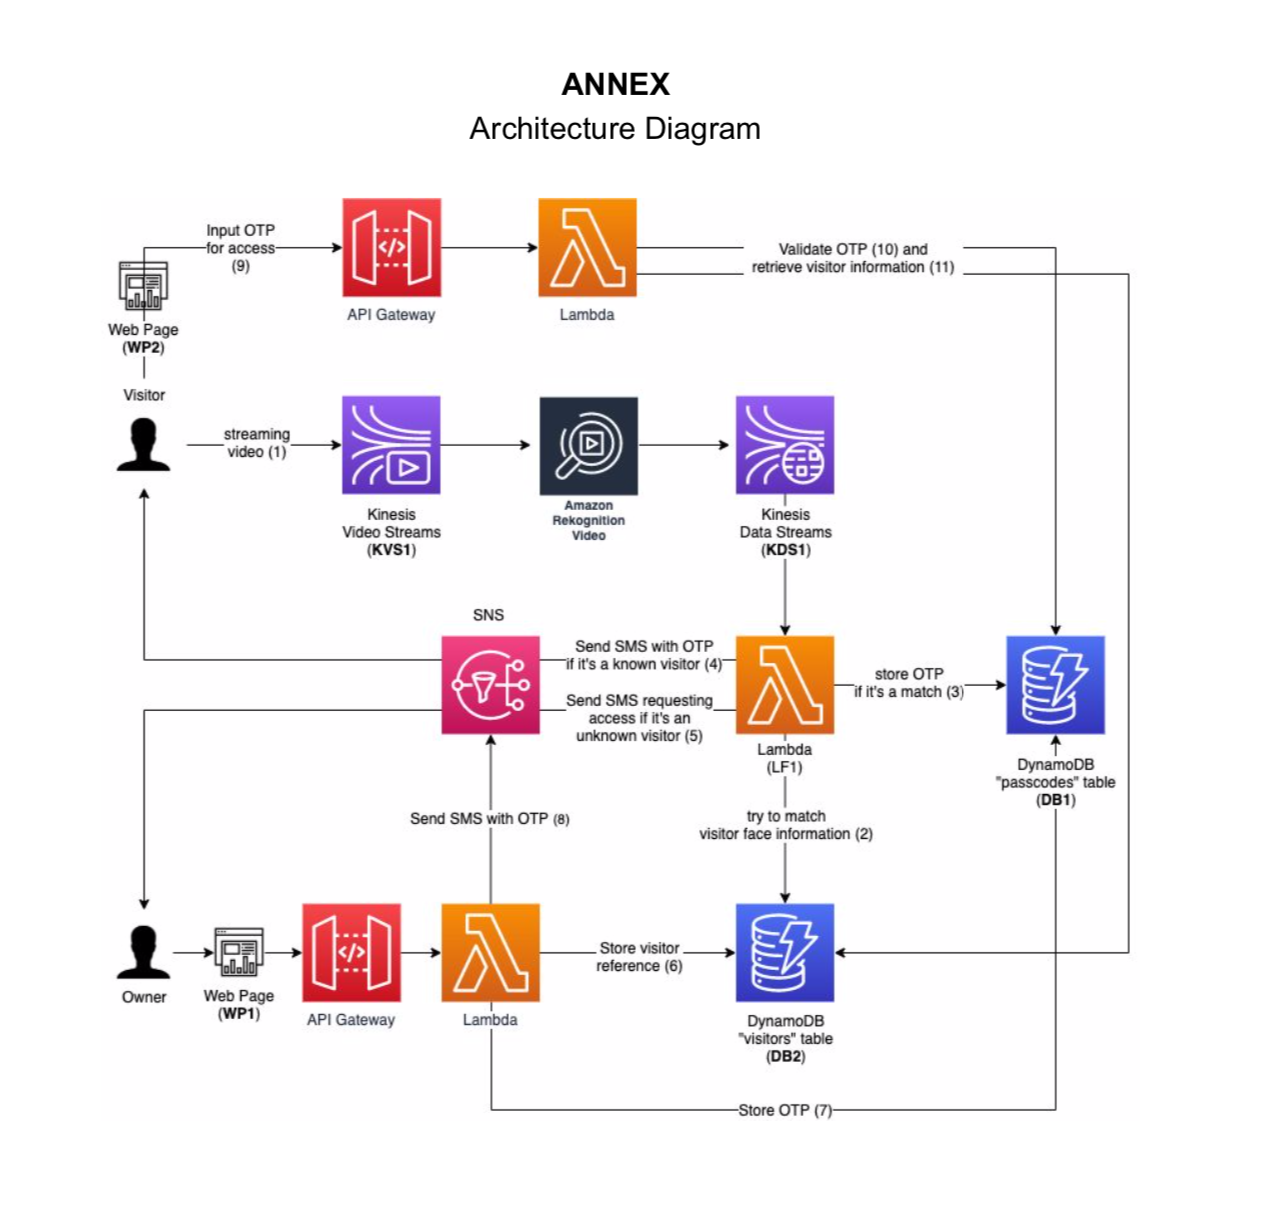 ANNEX
Architecture Diagram
Input OTP
for access
(9)
API Gateway
Lambda
Validate OTP (10) and
retrieve visitor information (11)
Web Page
(WP2)
Visitor
streaming
video (1)
Kinesis
Video Streams
(KVS1)
Amazon
Rekognition
Video
Kinesis
Data Streams
(KDS1)
SNS
Send SMS with OTP
if it's a known visitor (4)
Send SMS requesting
access if it's an
unknown visitor (5)
Lambda
(LF1)
store OTP
if it's a match (3)
DynamoDB
"passcodes" table
(DB1)
Send SMS with OTP (8)
try to match
visitor face information (2)
Owner
Web Page
(WP1)
API Gateway
Lambda
Store visitor
reference (6)
DynamoDB
"visitors" table
(DB2)
Store OTP (7)